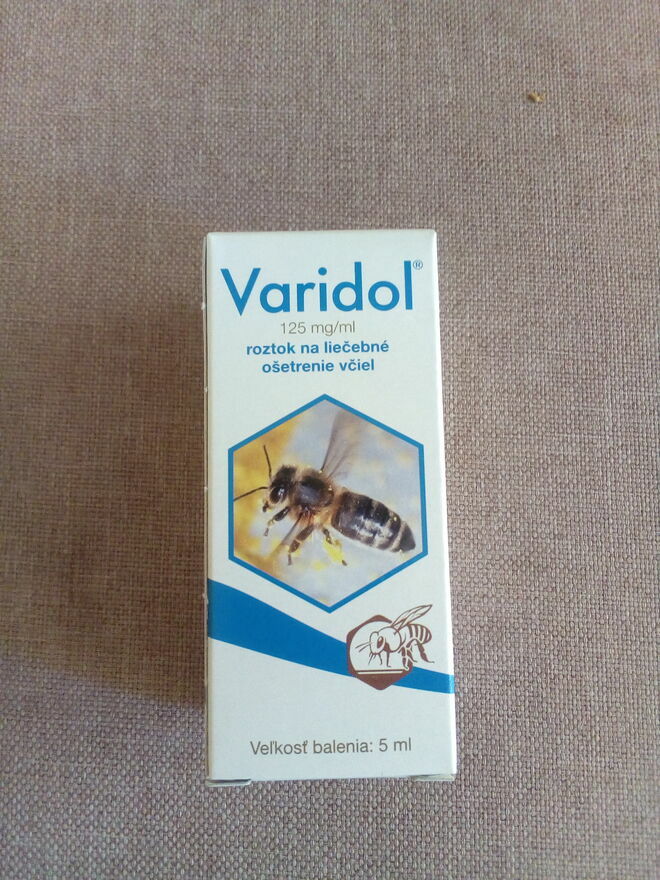 Varidol®
125 mg/ml
roztok na liečebné
ošetrenie včiel
Veľkosť balenia: 5 ml